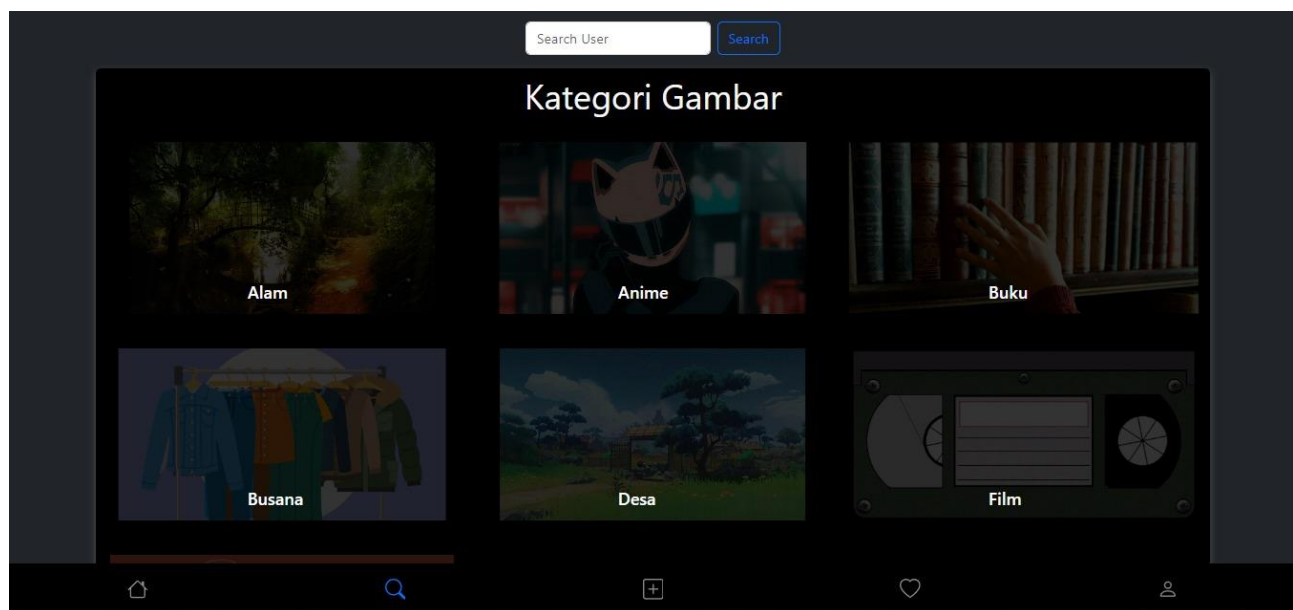 Search User
Search
Kategori Gambar
Alam
Anime
Buku
Busana
Desa
Film